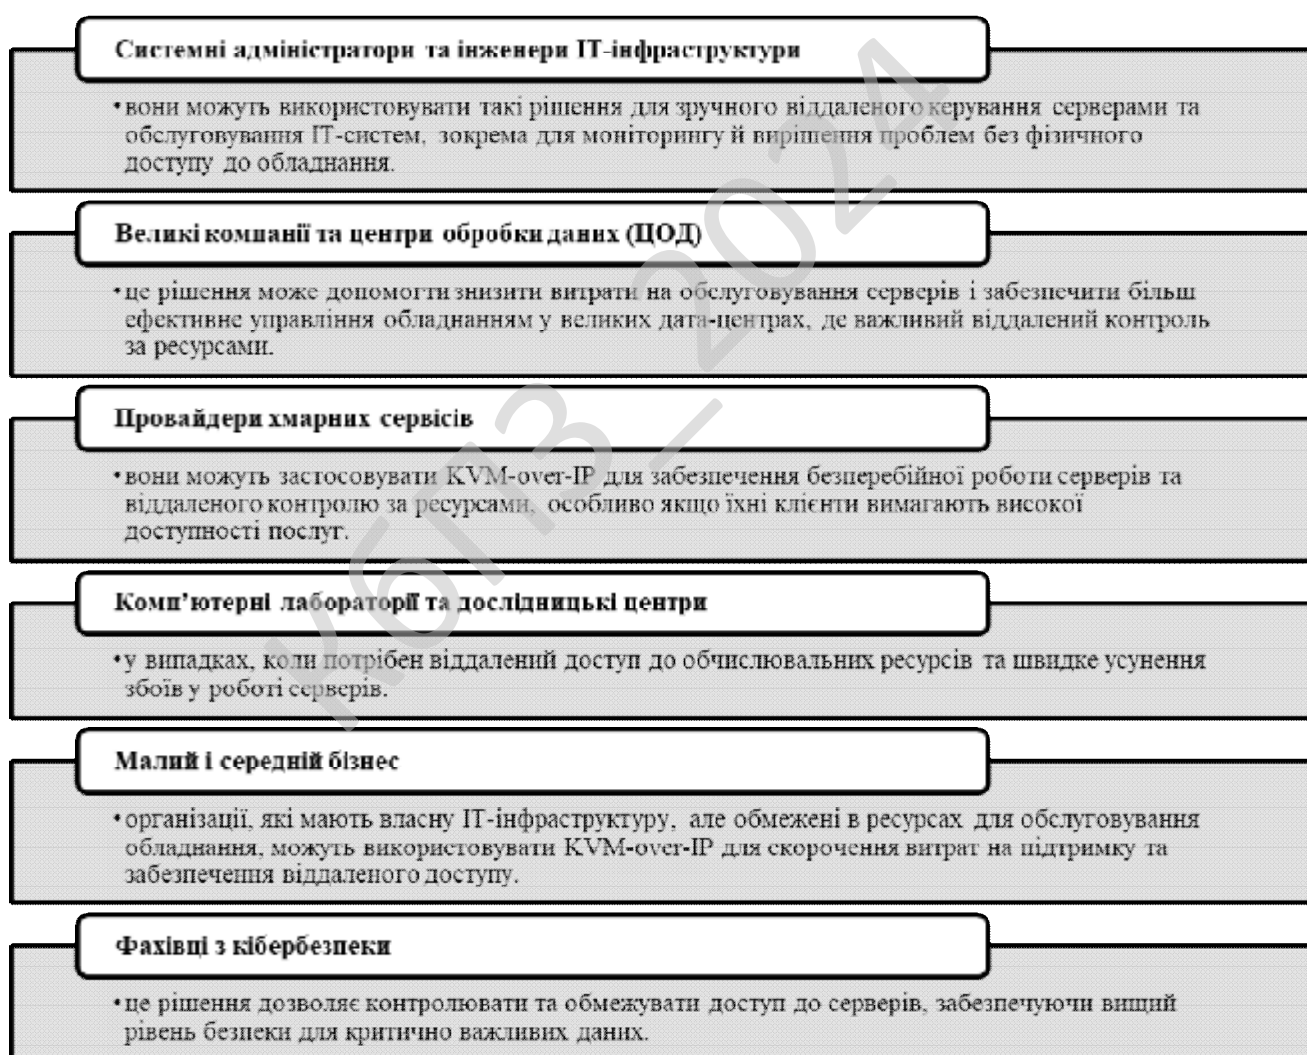 Системні адміністратори та інженери ІТ-інфраструктури
•вони можуть використовувати такі рішення для зручного віддаленого керування серверами та
обслуговування ІТ-систем, зокрема для моніторингу й вирішення проблем без фізичного
доступу до обладнання.
Великі компанії та центри обробки даних (ЦОД)
•це рішення може допомогти знизити витрати на обслуговування серверів і забезпечити більш
ефективне управління обладнанням у великих дата-центрах, де важливий віддалений контроль
за ресурсами.
Провайдери хмарних сервісів
•вони можуть застосовувати KVM-over-IP для забезпечення безперебійної роботи серверів та
віддаленого контролю за ресурсами, особливо якщо їхні клієнти вимагають високої
доступності послуг.
Комп’ютерні лабораторії та дослідницькі центри
•у випадках, коли потрібен віддалений доступ до обчислювальних ресурсів та швидке усунення
збоїв у роботі серверів.
Малий і середній бізнес
•організації, які мають власну ІТ-інфраструктуру, але обмежені в ресурсах для обслуговування
обладнання, можуть використовувати KVM-over-IP для скорочення витрат на підтримку та
забезпечення віддаленого доступу.
Фахівці з кібербезпеки
•це рішення дозволяє контролювати та обмежувати доступ до серверів, забезпечуючи вищий
рівень безпеки для критично важливих даних.
КБПЗ_2024